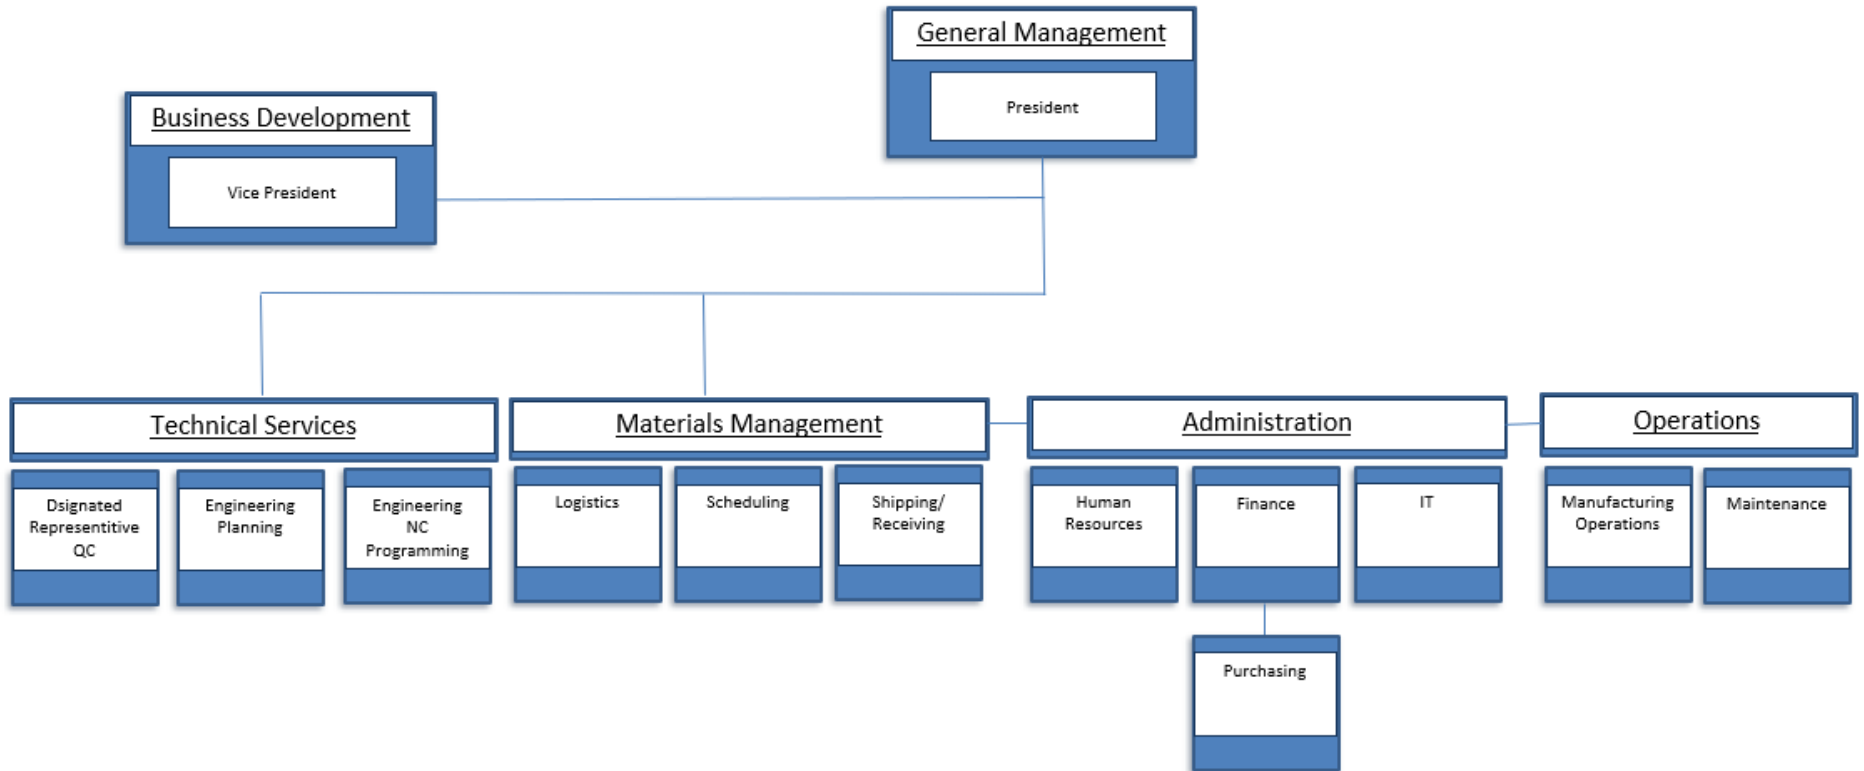 General Management
President
Business Development
Vice President
Technical Services
Materials Management
Administration
Operations
Dsignated
Representitive
QC
Engineering
Planning
Engineering
NC
Programming
Logistics
Scheduling
Shipping/
Receiving
Human
Resources
Finance
IT
Manufacturing
Operations
Maintenance
Purchasing